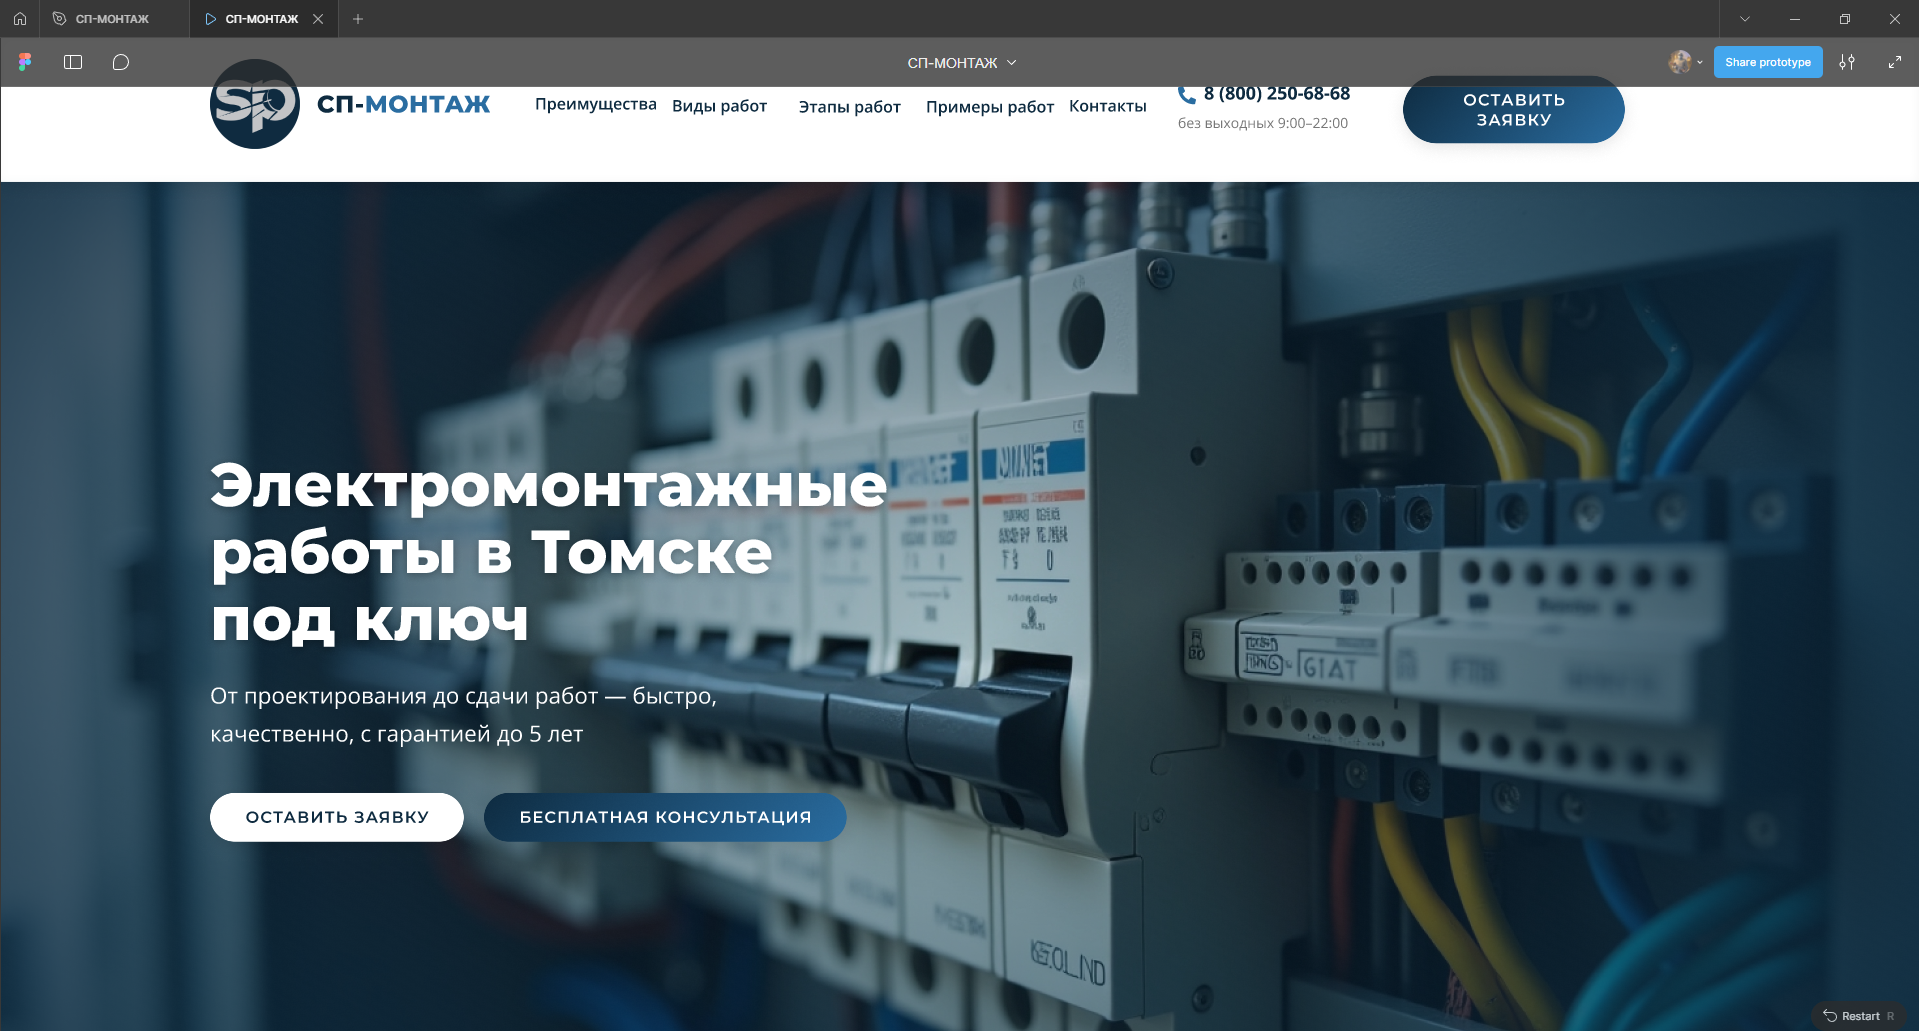 СП-МОНТАЖ
СП-МОНТАЖ
СП-МОНТАЖ
Share prototype
sp
СП-МОНТАЖ
Преимущества
Виды работ
Этапы работ
Примеры работ
Контакты
8 (800) 250-68-68
без выходных 9:00–22:00
ОСТАВИТЬ
ЗАЯВКУ
Электромонтажные
работы в Томске
под ключ
От проектирования до сдачи работ — быстро,
качественно, с гарантией до 5 лет
ОСТАВИТЬ ЗАЯВКУ
БЕСПЛАТНАЯ КОНСУЛЬТАЦИЯ
G1AT
Restart R